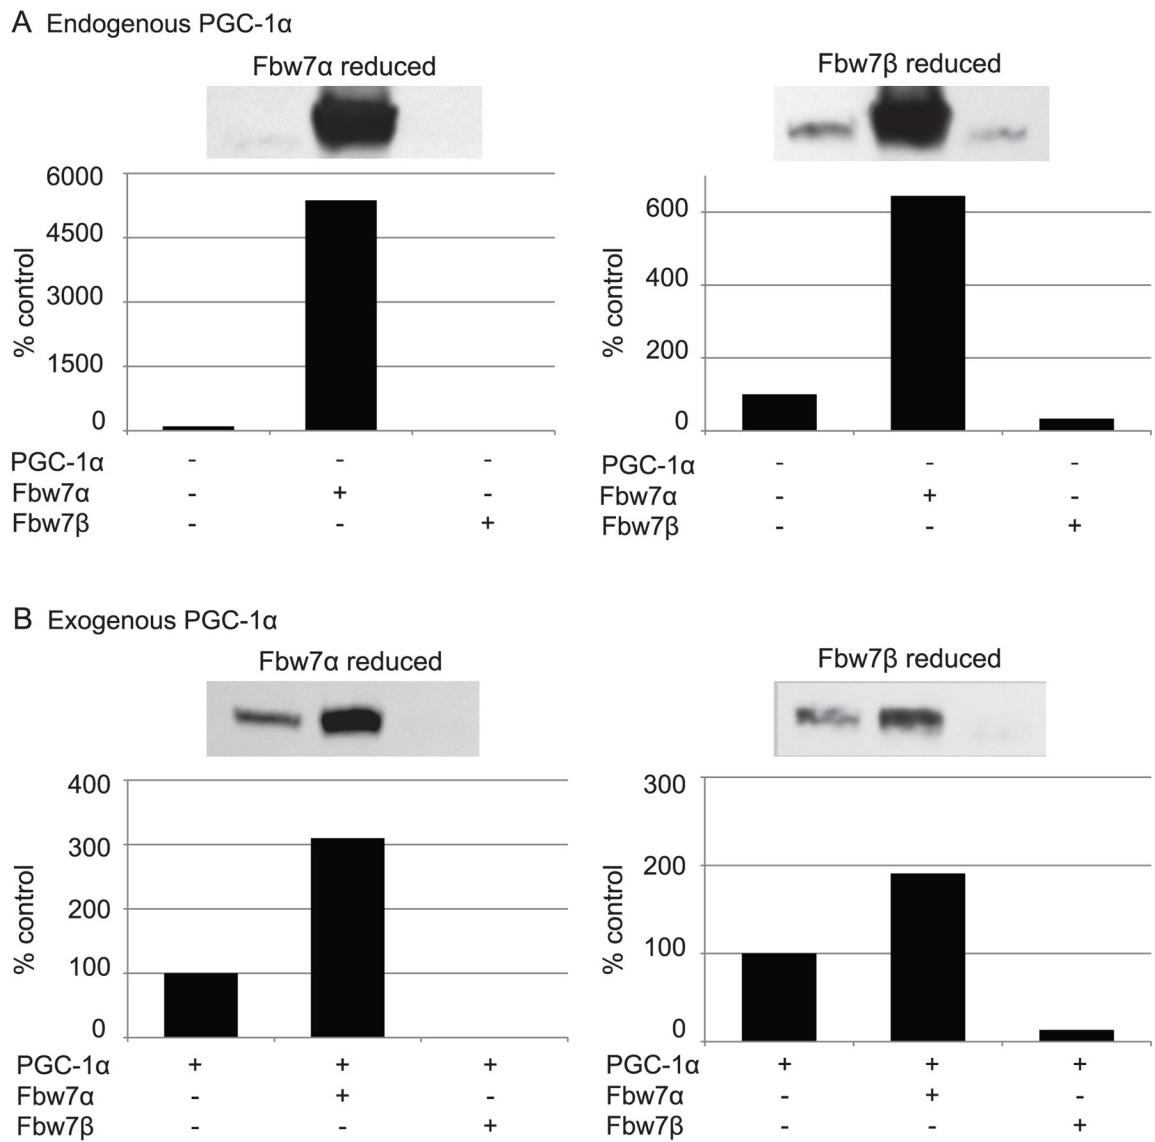 A Endogenous PGC-1α
Fbw7α reduced
% control
6000
4500
3000
1500
0
PGC-1α - - -
Fbw7α - + -
Fbw7β - - +
Fbw7β reduced
% control
600
400
200
0
PGC-1α - - -
Fbw7α - + -
Fbw7β - - +
B Exogenous PGC-1α
Fbw7α reduced
% control
400
300
200
100
0
PGC-1α + + +
Fbw7α - + -
Fbw7β - - +
Fbw7β reduced
% control
300
200
100
0
PGC-1α + + +
Fbw7α - + -
Fbw7β - - +